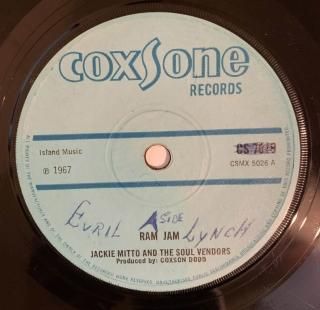 COXSONE
RECORDS
Island Music
CS 7019
℗ 1967
CSMX 5026 A
EVRIL A SIDE LYNCH
RAM JAM
JACKIE MITTO AND THE SOUL VENDORS
Produced by: COXSON DODD